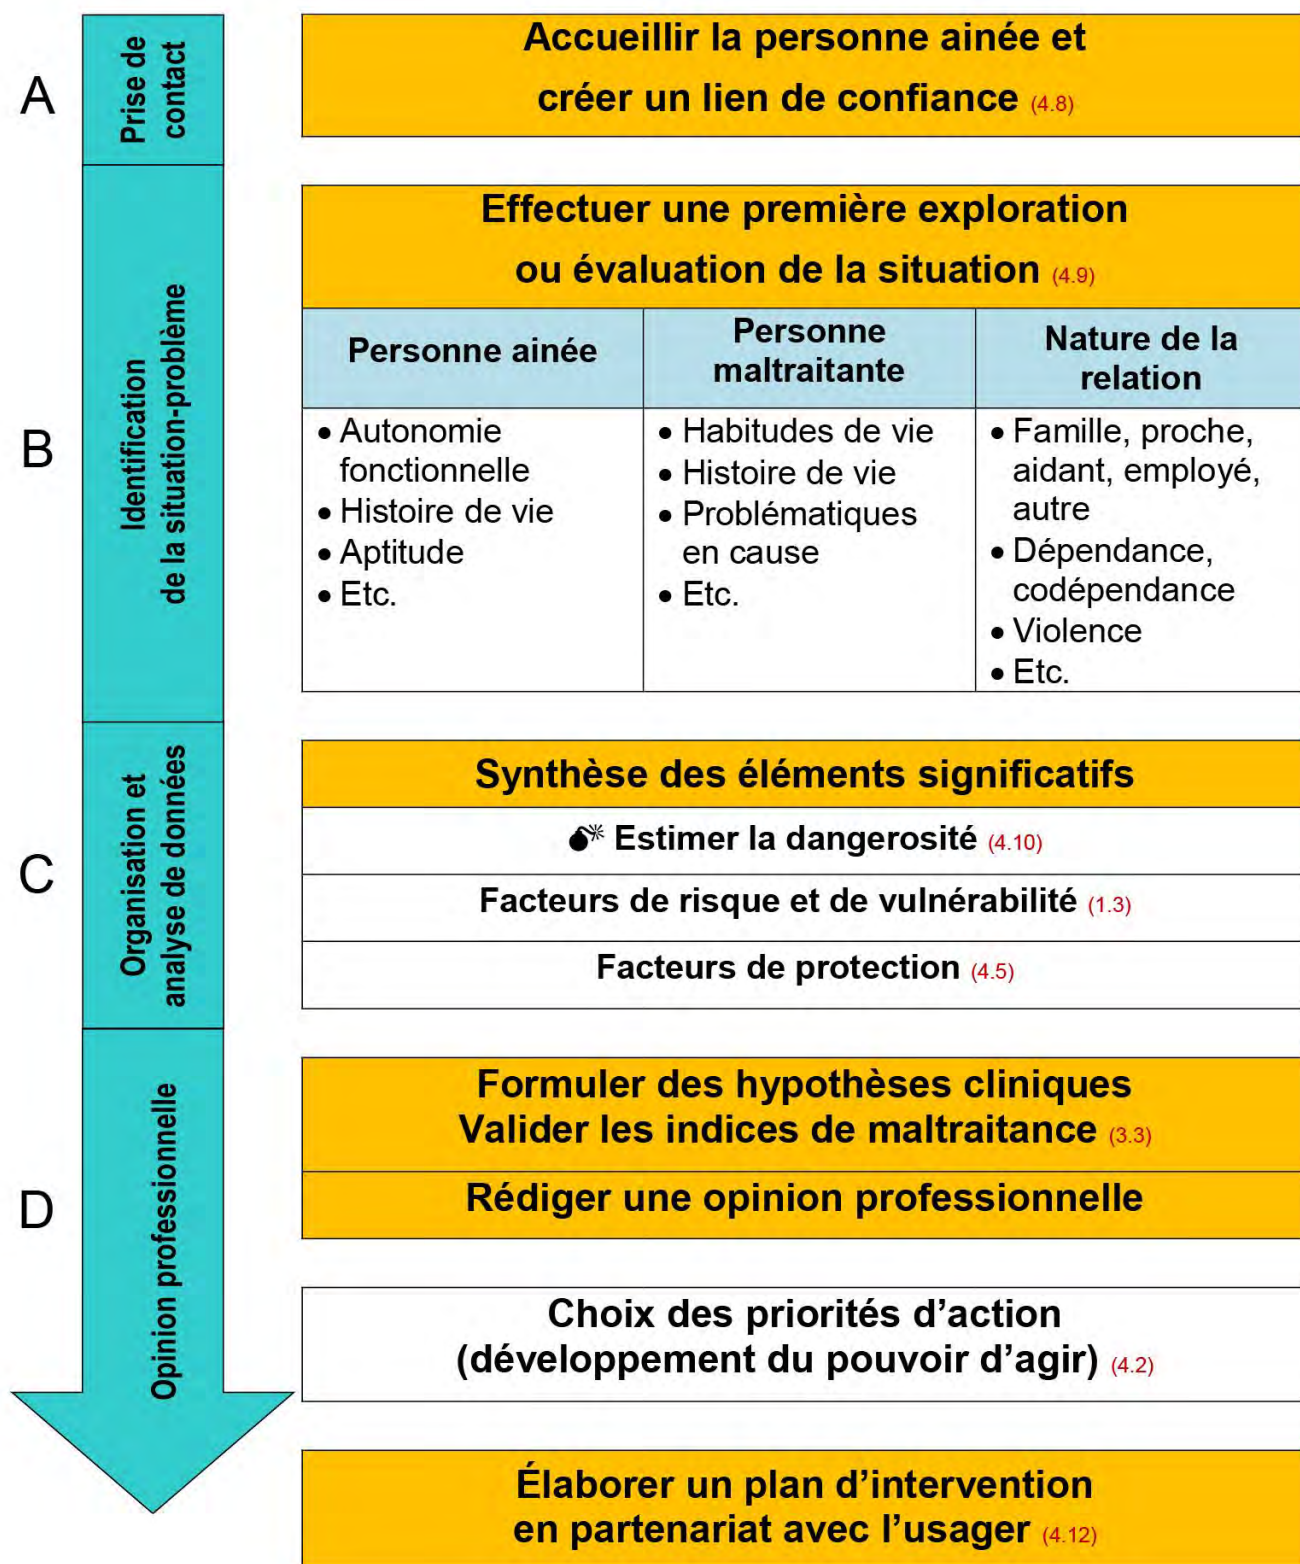 A
Prise de
contact
Accueillir la personne ainée et
créer un lien de confiance (4.8)
B
Identification
de la situation-problème
Effectuer une première exploration
ou évaluation de la situation (4.9)
Personne ainée
• Autonomie
fonctionnelle
• Histoire de vie
• Aptitude
• Etc.
Personne
maltraitante
• Habitudes de vie
• Histoire de vie
• Problématiques
en cause
• Etc.
Nature de la
relation
• Famille, proche,
aidant, employé,
autre
• Dépendance,
codépendance
• Violence
• Etc.
C
Organisation et
analyse de données
Synthèse des éléments significatifs
Estimer la dangerosité (4.10)
Facteurs de risque et de vulnérabilité (1.3)
Facteurs de protection (4.5)
D
Opinion professionnelle
Formuler des hypothèses cliniques
Valider les indices de maltraitance (3.3)
Rédiger une opinion professionnelle
Choix des priorités d’action
(développement du pouvoir d’agir) (4.2)
Élaborer un plan d’intervention
en partenariat avec l’usager (4.12)